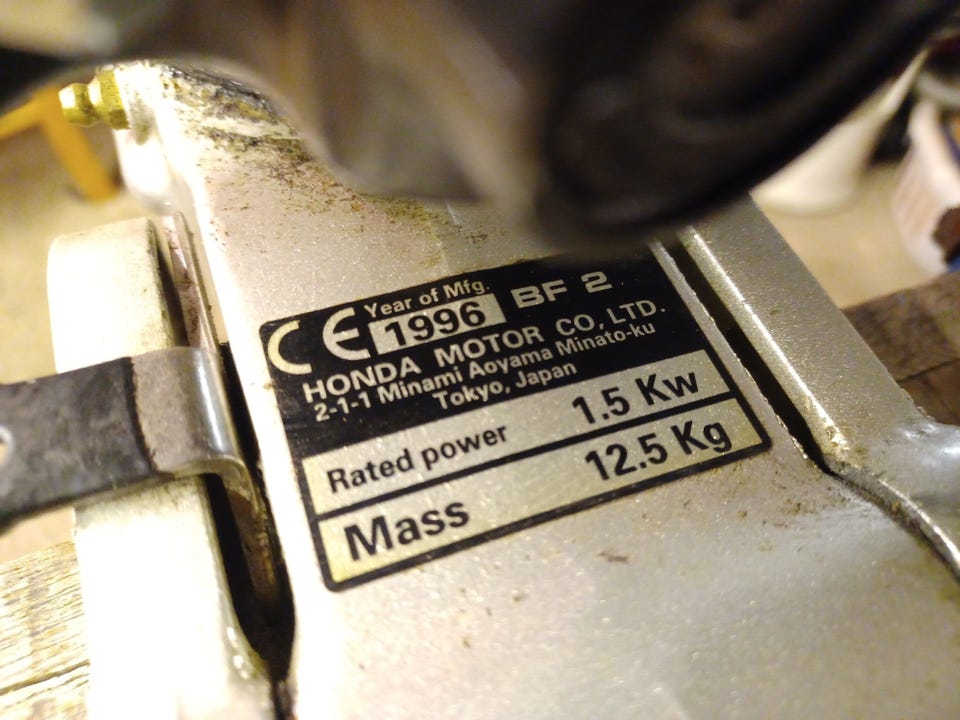 CE Year of Mfg. BF 2
1996
HONDA MOTOR CO., LTD.
2-1-1 Minami Aoyama Minato-ku
Tokyo, Japan
Rated power 1.5 Kw
Mass 12.5 Kg